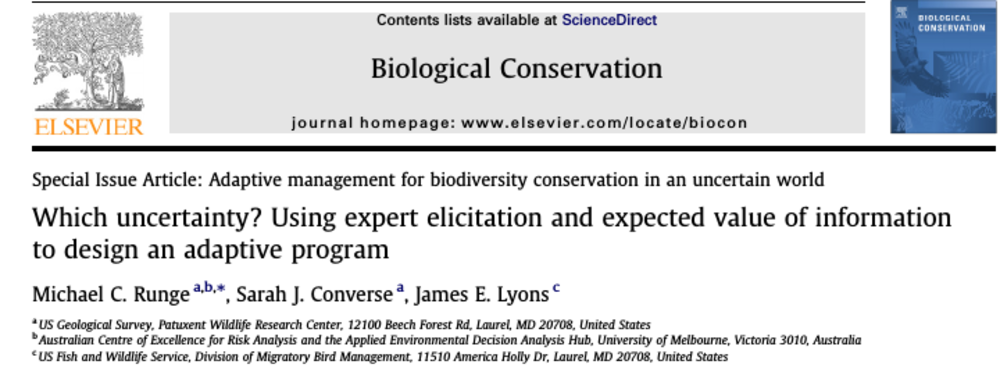 Contents lists available at ScienceDirect
Biological Conservation
journal homepage: www.elsevier.com/locate/biocon
ELSEVIER
BIOLOGICAL
CONSERVATION
Special Issue Article: Adaptive management for biodiversity conservation in an uncertain world
Which uncertainty? Using expert elicitation and expected value of information
to design an adaptive program
Michael C. Runge a,b,*, Sarah J. Converse a, James E. Lyons c
a US Geological Survey, Patuxent Wildlife Research Center, 12100 Beech Forest Rd, Laurel, MD 20708, United States
b Australian Centre of Excellence for Risk Analysis and the Applied Environmental Decision Analysis Hub, University of Melbourne, Victoria 3010, Australia
c US Fish and Wildlife Service, Division of Migratory Bird Management, 11510 America Holly Dr, Laurel, MD 20708, United States